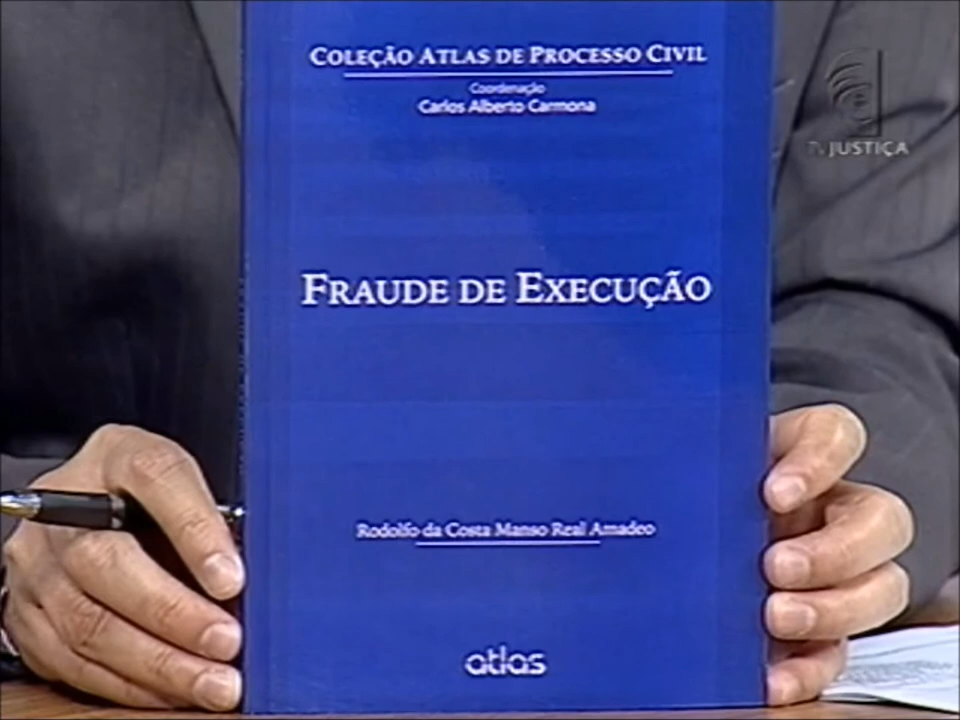 COLEÇÃO ATLAS DE PROCESSO CIVIL
Coordenação
Carlos Alberto Carmona
TV JUSTIÇA
FRAUDE DE EXECUÇÃO
Rodolfo da Costa Manso Real Amadeo
atlas